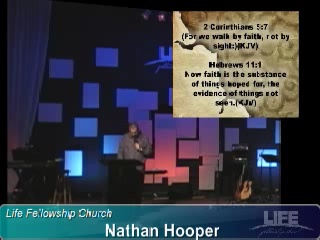 2 Corinthians 5:7
(For we walk by faith, not by
sight:)(KJV)
Hebrews 11:1
Now faith is the substance
of things hoped for, the
evidence of things not
seen.(KJV)
Life Fellowship Church
LIFE
Nathan Hooper